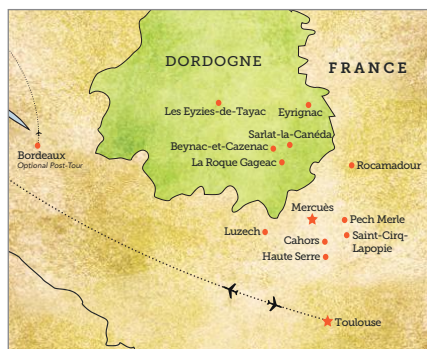 DORDOGNE
FRANCE
Les Eyzies-de-Tayac
Eyrignac
Sarlat-la-Canéda
Beynac-et-Cazenac
La Roque Gageac
Bordeaux
Optional Post-Tour
Rocamadour
Mercuès
Pech Merle
Luzech
Saint-Cirq-
Lapopie
Cahors
Haute Serre
Toulouse